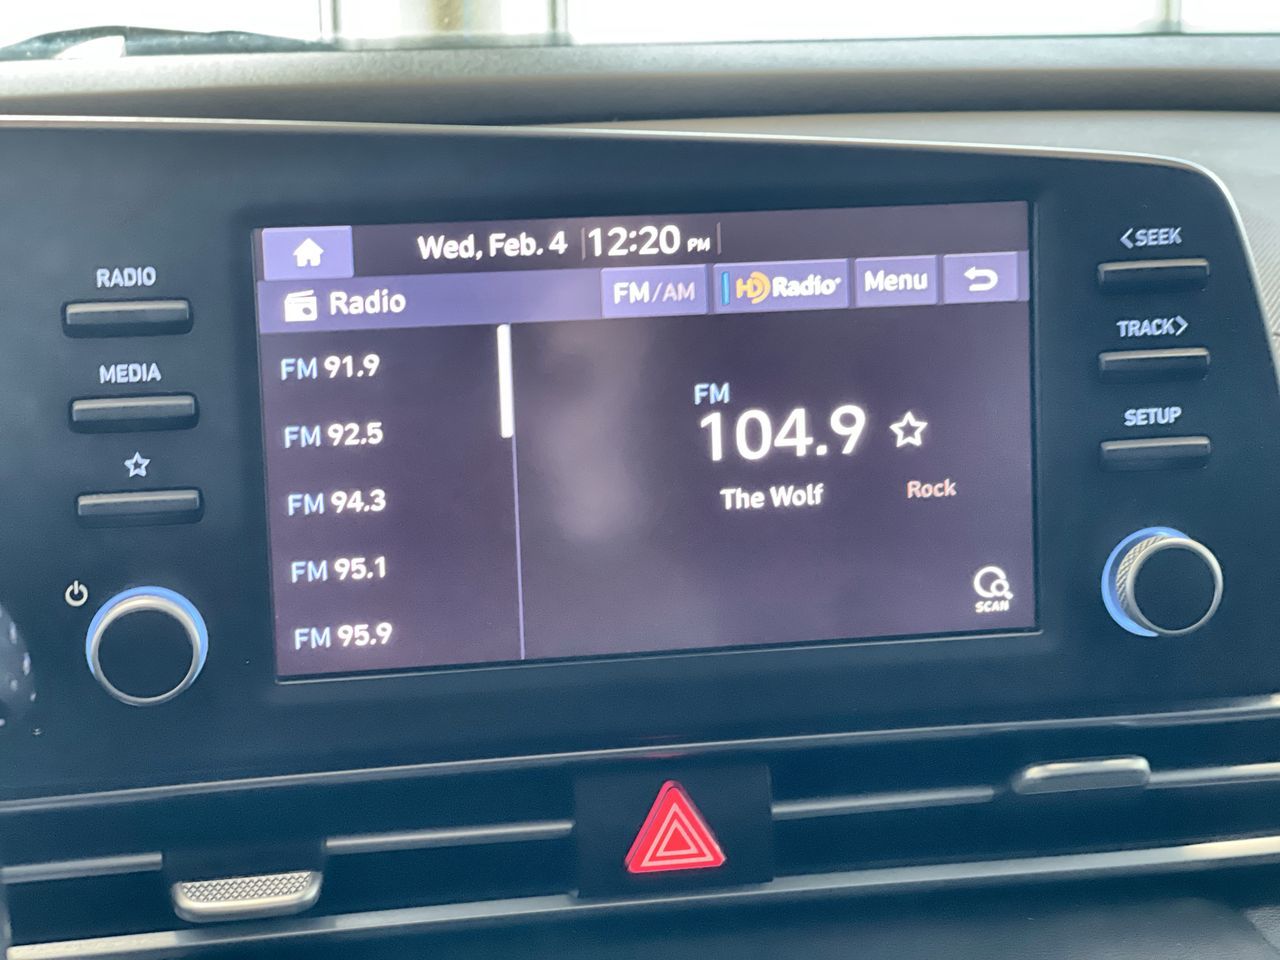 RADIO
MEDIA
Wed, Feb. 4 12:20 PM
Radio
FM/AM
HD Radio
Menu
FM 91.9
FM 92.5
FM 94.3
FM 95.1
FM 95.9
FM
104.9
The Wolf
Rock
SCAN
<SEEK
TRACK>
SETUP